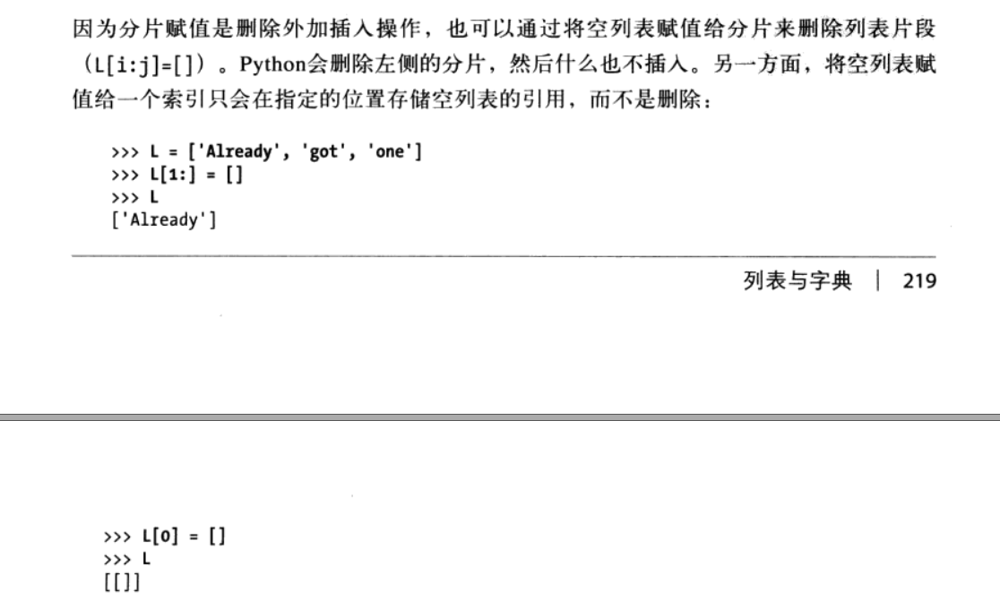 因为分片赋值是删除外加插入操作，也可以通过将空列表赋值给分片来删除列表片段
（L[i:j]=[]）。Python会删除左侧的分片，然后什么也不插入。另一方面，将空列表赋
值给一个索引只会在指定的位置存储空列表的引用，而不是删除：
>>> L = ['Already', 'got', 'one']
>>> L[1:] = []
>>> L
['Already']
列表与字典 | 219
>>> L[0] = []
>>> L
[[]]